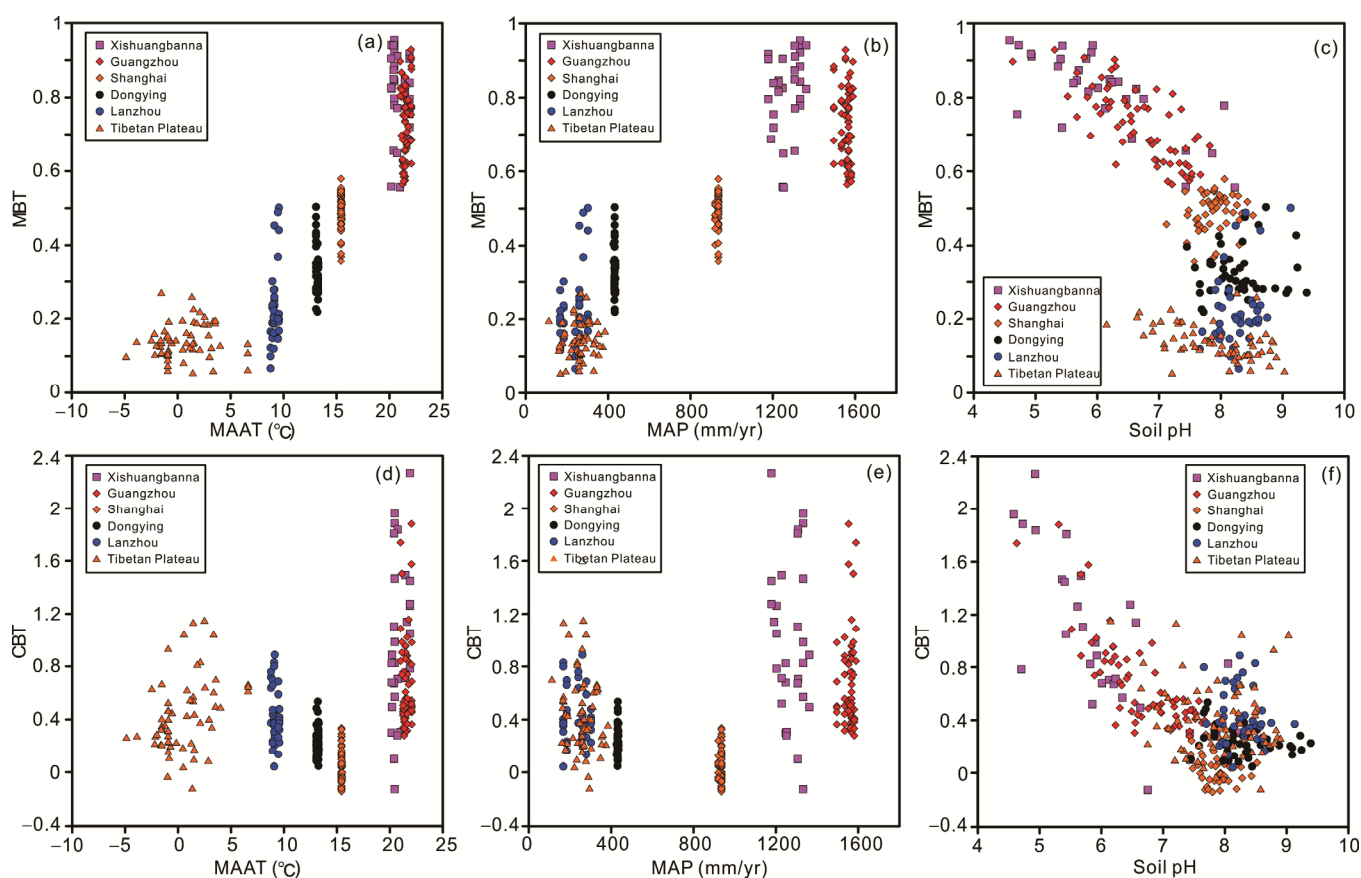 (a)
1
0.8
0.6
0.4
0.2
0
MBT
Xishuangbanna
Guangzhou
Shanghai
Dongying
Lanzhou
Tibetan Plateau
−10 −5 0 5 10 15 20 25
MAAT (℃)
(b)
1
0.8
0.6
0.4
0.2
0
MBT
Xishuangbanna
Guangzhou
Shanghai
Dongying
Lanzhou
Tibetan Plateau
0 400 800 1200 1600
MAP (mm/yr)
(c)
1
0.8
0.6
0.4
0.2
0
MBT
Xishuangbanna
Guangzhou
Shanghai
Dongying
Lanzhou
Tibetan Plateau
4 5 6 7 8 9 10
Soil pH
(d)
2.4
2
1.6
1.2
0.8
0.4
0
−0.4
CBT
Xishuangbanna
Guangzhou
Shanghai
Dongying
Lanzhou
Tibetan Plateau
−10 −5 0 5 10 15 20 25
MAAT (℃)
(e)
2.4
2
1.6
1.2
0.8
0.4
0
−0.4
CBT
Xishuangbanna
Guangzhou
Shanghai
Dongying
Lanzhou
Tibetan Plateau
0 400 800 1200 1600
MAP (mm/yr)
(f)
2.4
2
1.6
1.2
0.8
0.4
0
−0.4
CBT
Xishuangbanna
Guangzhou
Shanghai
Dongying
Lanzhou
Tibetan Plateau
4 5 6 7 8 9 10
Soil pH